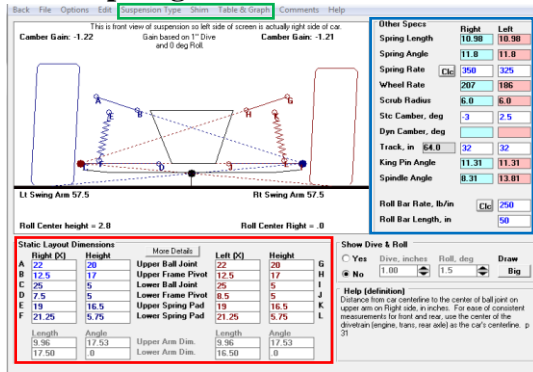 Back File Options Edit Suspension Type Shim Table & Graph Comments Help
This is front view of suspension so left side of screen is actually right side of car.
Camber Gain: -1.22 Gain based on 1" Dive Camber Gain: -1.21
and 0 deg Roll.
A G
E H K
B
F D J L
Lt Swing Arm 57.5 Rt Swing Arm 57.5
Roll Center height = 2.8 Roll Center Right = .0
Other Specs Right Left
Spring Length 10.98 10.98
Spring Angle 11.8 11.8
Spring Rate Clc 350 325
Wheel Rate 207 186
Scrub Radius 6.0 6.0
Stc Camber, deg -3 2.5
Dyn Camber, deg
Track, in 64.0 32 32
King Pin Angle 11.31 11.31
Spindle Angle 8.31 13.81
Roll Bar Rate, lb/in Clc 250
Roll Bar Length, in 50
Static Layout Dimensions More Details
Right (X) Height Left (X) Height
A 22 20 Upper Ball Joint 22 20 G
B 12.5 17 Upper Frame Pivot 12.5 17 H
C 25 5 Lower Ball Joint 25 5 I
D 7.5 5 Lower Frame Pivot 8.5 5 J
E 19 16.5 Upper Spring Pad 19 16.5 K
F 21.25 5.75 Lower Spring Pad 21.25 5.75 L
Length Angle Length Angle
9.96 17.53 Upper Arm Dim. 9.96 17.53
17.50 .0 Lower Arm Dim. 16.50 .0
Show Dive & Roll
Yes Dive, inches Roll, deg Draw
No 1.00 1.5 Big
Help (definition)
Distance from car centerline to the center of ball joint on
upper arm on Right side, in inches. For ease of consistent
measurements for front and rear, use the center of the
drivetrain (engine, trans, rear axle) as the car's centerline. p
31